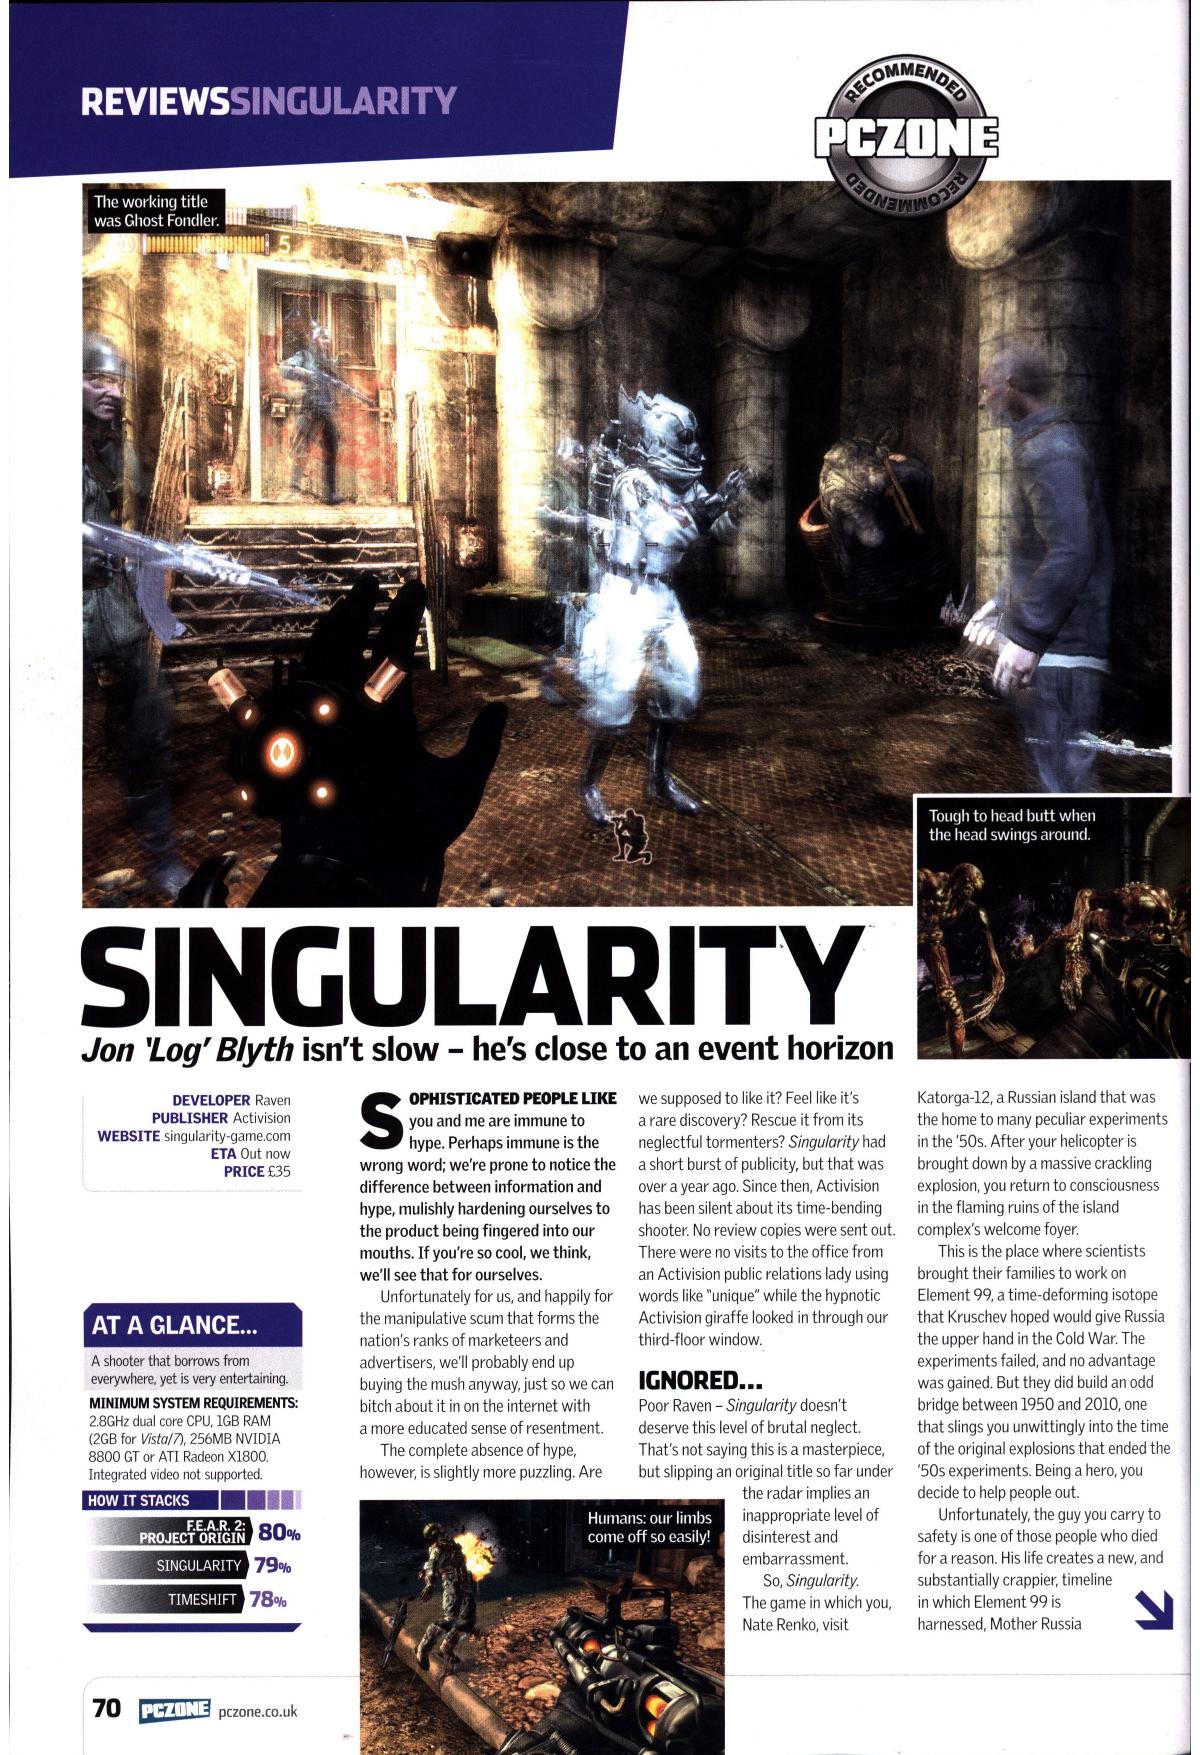 REVIEWSSINGULARITY
RECOMMENDED
PCZONE
RECOMMENDED
The working title
was Ghost Fondler.
5
Tough to head butt when
the head swings around.
SINGULARITY
Jon 'Log' Blyth isn't slow – he's close to an event horizon
DEVELOPER Raven
PUBLISHER Activision
WEBSITE singularity-game.com
ETA Out now
PRICE £35
AT A GLANCE...
A shooter that borrows from
everywhere, yet is very entertaining.
MINIMUM SYSTEM REQUIREMENTS:
2.8GHz dual core CPU, 1GB RAM
(2GB for Vista/7), 256MB NVIDIA
8800 GT or ATI Radeon X1800.
Integrated video not supported.
HOW IT STACKS
F.E.A.R. 2:
PROJECT ORIGIN 80%
SINGULARITY 79%
TIMESHIFT 78%
SOPHISTICATED PEOPLE LIKE
you and me are immune to
hype. Perhaps immune is the
wrong word; we're prone to notice the
difference between information and
hype, mulishly hardening ourselves to
the product being fingered into our
mouths. If you're so cool, we think,
we'll see that for ourselves.
Unfortunately for us, and happily for
the manipulative scum that forms the
nation's ranks of marketeers and
advertisers, we'll probably end up
buying the mush anyway, just so we can
bitch about it in on the internet with
a more educated sense of resentment.
The complete absence of hype,
however, is slightly more puzzling. Are
we supposed to like it? Feel like it's
a rare discovery? Rescue it from its
neglectful tormenters? Singularity had
a short burst of publicity, but that was
over a year ago. Since then, Activision
has been silent about its time-bending
shooter. No review copies were sent out.
There were no visits to the office from
an Activision public relations lady using
words like "unique" while the hypnotic
Activision giraffe looked in through our
third-floor window.
IGNORED...
Poor Raven – Singularity doesn't
deserve this level of brutal neglect.
That's not saying this is a masterpiece,
but slipping an original title so far under
the radar implies an
inappropriate level of
disinterest and
embarrassment.
So, Singularity.
The game in which you,
Nate Renko, visit
Humans: our limbs
come off so easily!
Katorga-12, a Russian island that was
the home to many peculiar experiments
in the '50s. After your helicopter is
brought down by a massive crackling
explosion, you return to consciousness
in the flaming ruins of the island
complex's welcome foyer.
This is the place where scientists
brought their families to work on
Element 99, a time-deforming isotope
that Kruschev hoped would give Russia
the upper hand in the Cold War. The
experiments failed, and no advantage
was gained. But they did build an odd
bridge between 1950 and 2010, one
that slings you unwittingly into the time
of the original explosions that ended the
'50s experiments. Being a hero, you
decide to help people out.
Unfortunately, the guy you carry to
safety is one of those people who died
for a reason. His life creates a new, and
substantially crappier, timeline
in which Element 99 is
harnessed, Mother Russia
70 PCZONE pczone.co.uk